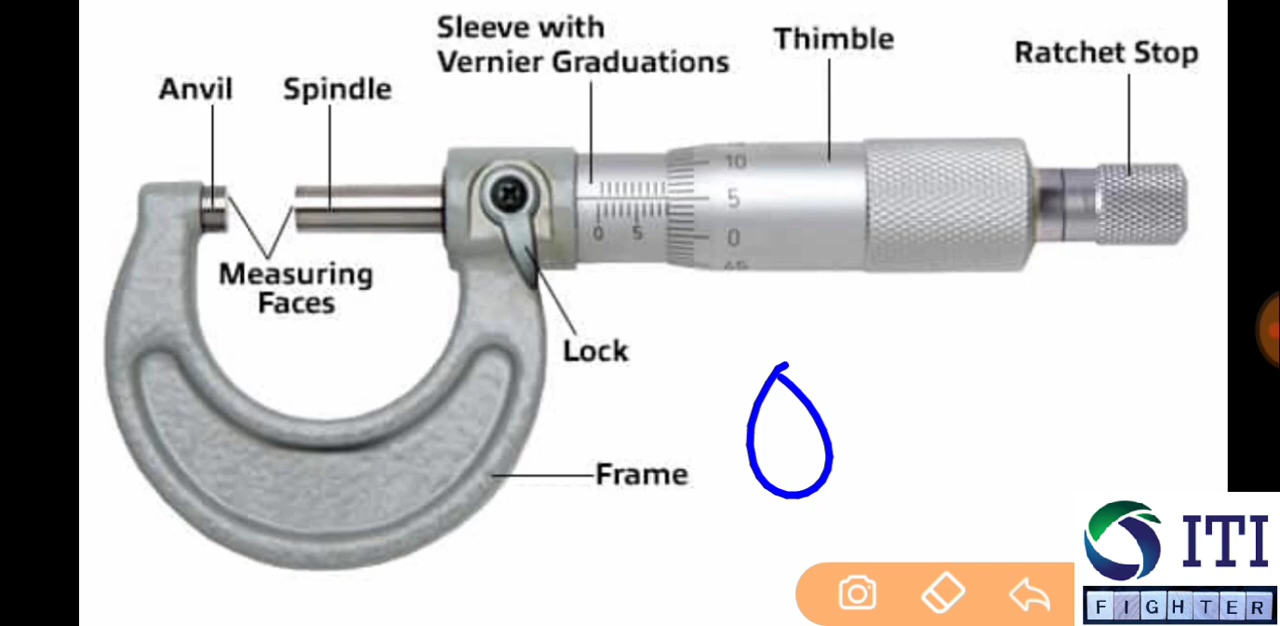 Sleeve with
Vernier Graduations
Thimble
Ratchet Stop
Anvil
Spindle
10
5
0
0 5
45
Measuring
Faces
Lock
Frame
ITI
FIGHTER